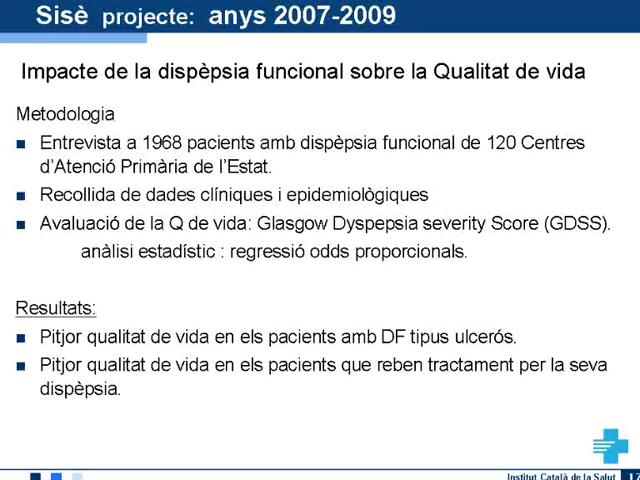 Sisè projecte: anys 2007-2009
Impacte de la dispèpsia funcional sobre la Qualitat de vida
Metodologia
Entrevista a 1968 pacients amb dispèpsia funcional de 120 Centres
d'Atenció Primària de l'Estat.
Recollida de dades clíniques i epidemiològiques
Avaluació de la Q de vida: Glasgow Dyspepsia severity Score (GDSS).
anàlisi estadístic : regressió odds proporcionals.
Resultats:
Pitjor qualitat de vida en els pacients amb DF tipus ulcerós.
Pitjor qualitat de vida en els pacients que reben tractament per la seva
dispèpsia.
Institut Català de la Salut